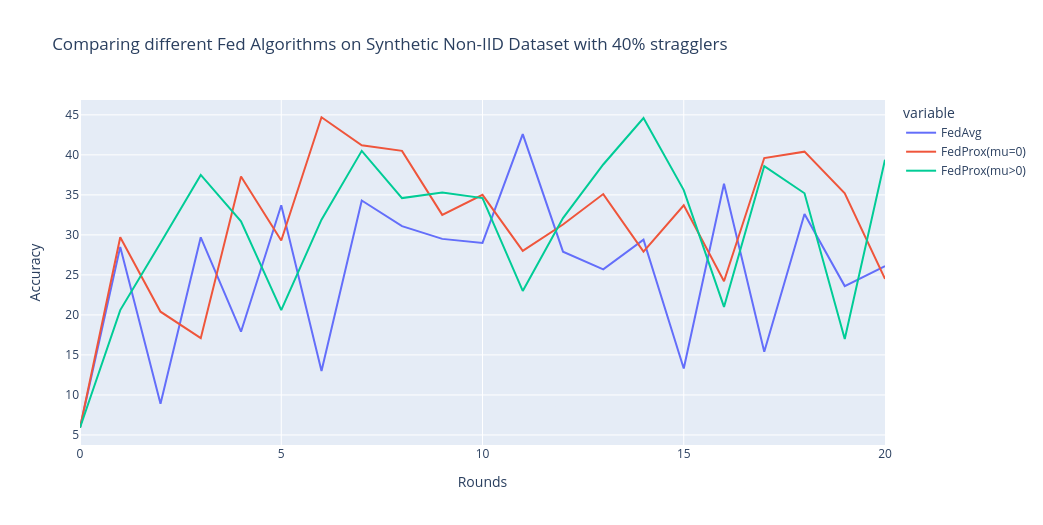 Comparing different Fed Algorithms on Synthetic Non-IID Dataset with 40% stragglers
variable
FedAvg
FedProx(mu=0)
FedProx(mu>0)
Accuracy
45
40
35
30
25
20
15
10
5
0
5
10
15
20
Rounds